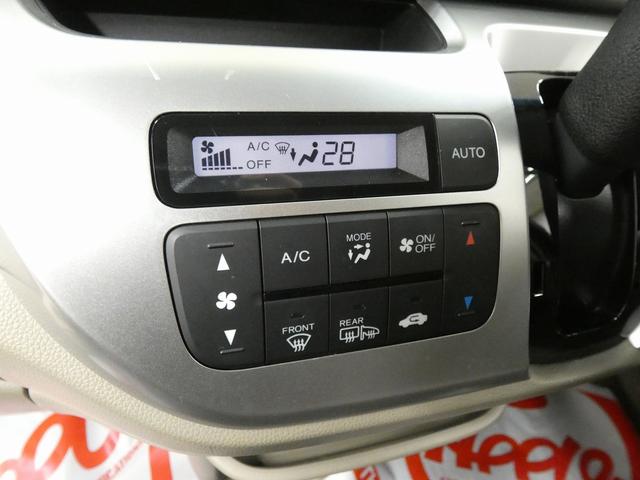 A/C
OFF
28
AUTO
A/C
MODE
ON/
OFF
FRONT
REAR